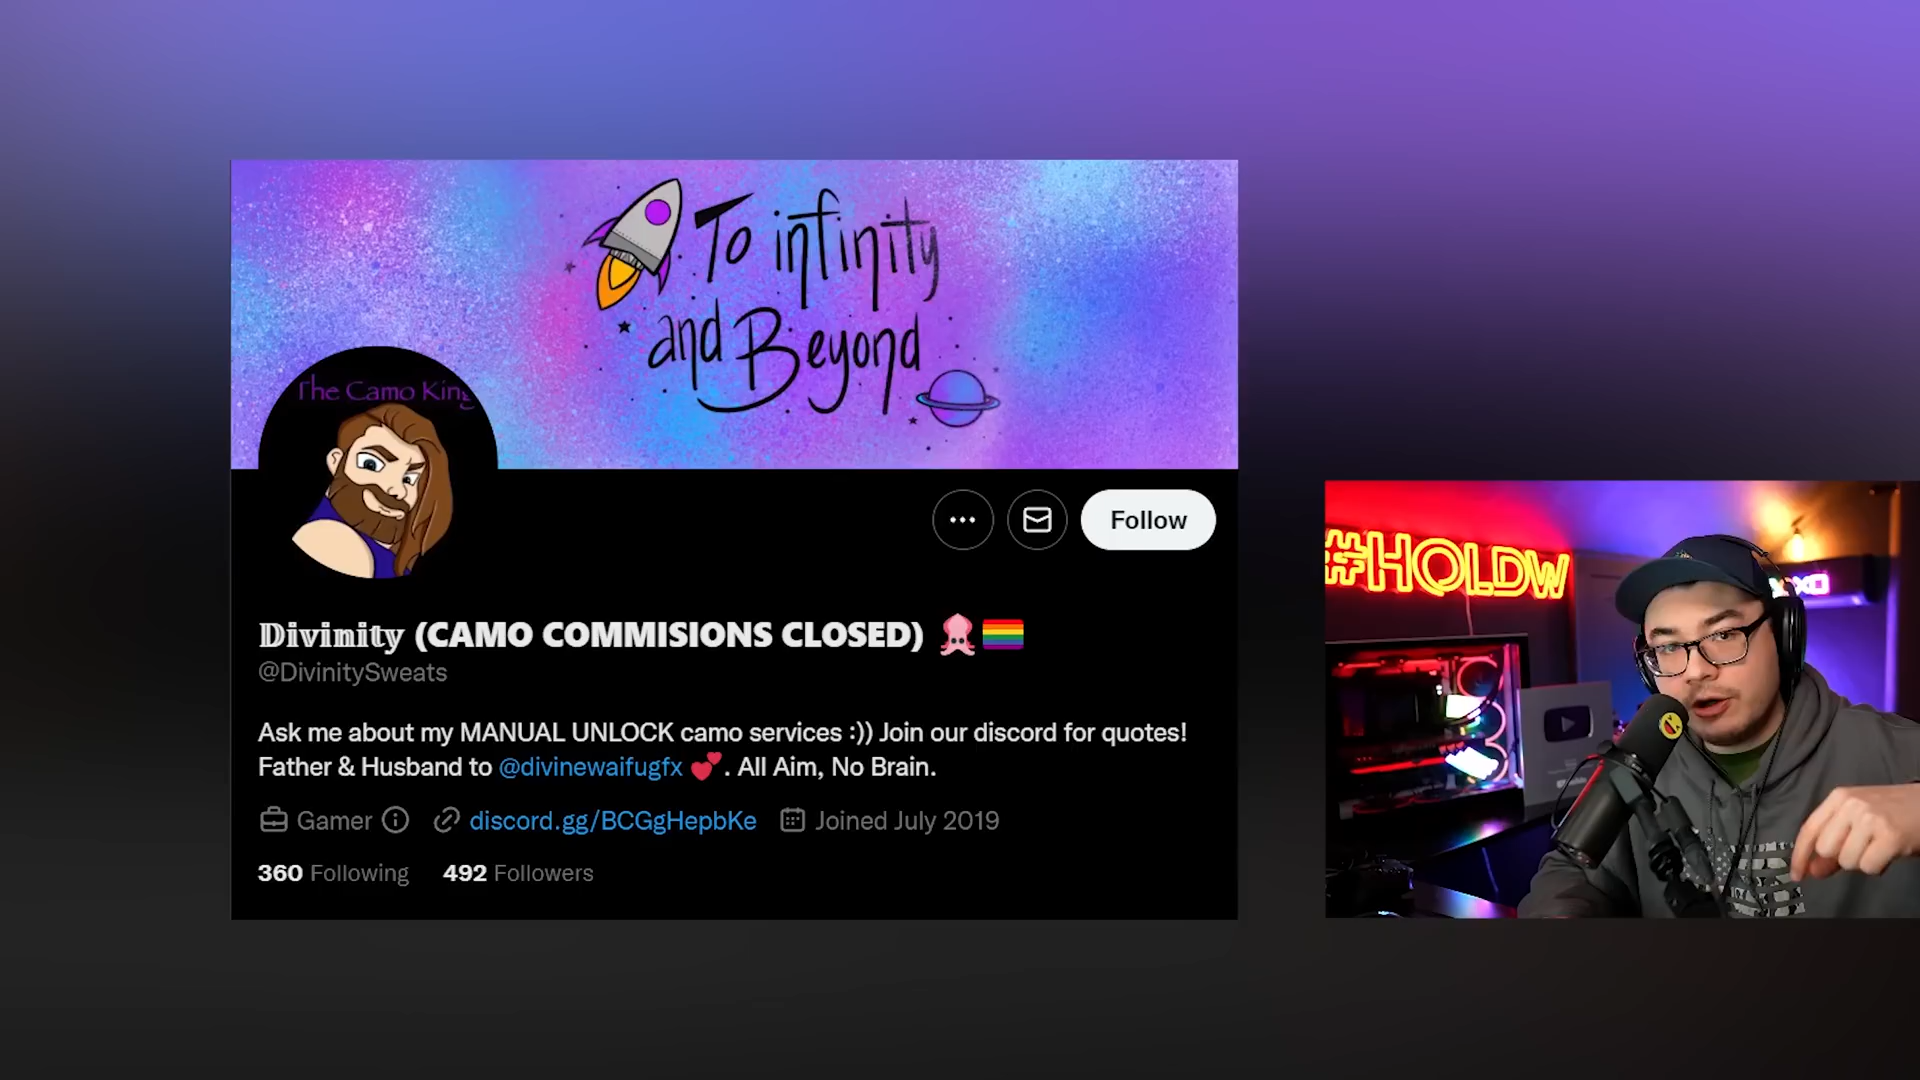 To infinity
and Beyond
The Camo King
Follow
Divinity (CAMO COMMISIONS CLOSED) 🦑🏳️‍🌈
@DivinitySweats
Ask me about my MANUAL UNLOCK camo services :)) Join our discord for quotes!
Father & Husband to @divinewaifugfx 💕. All Aim, No Brain.
Gamer discord.gg/BCGgHepbKe Joined July 2019
360 Following 492 Followers
#HOLDW